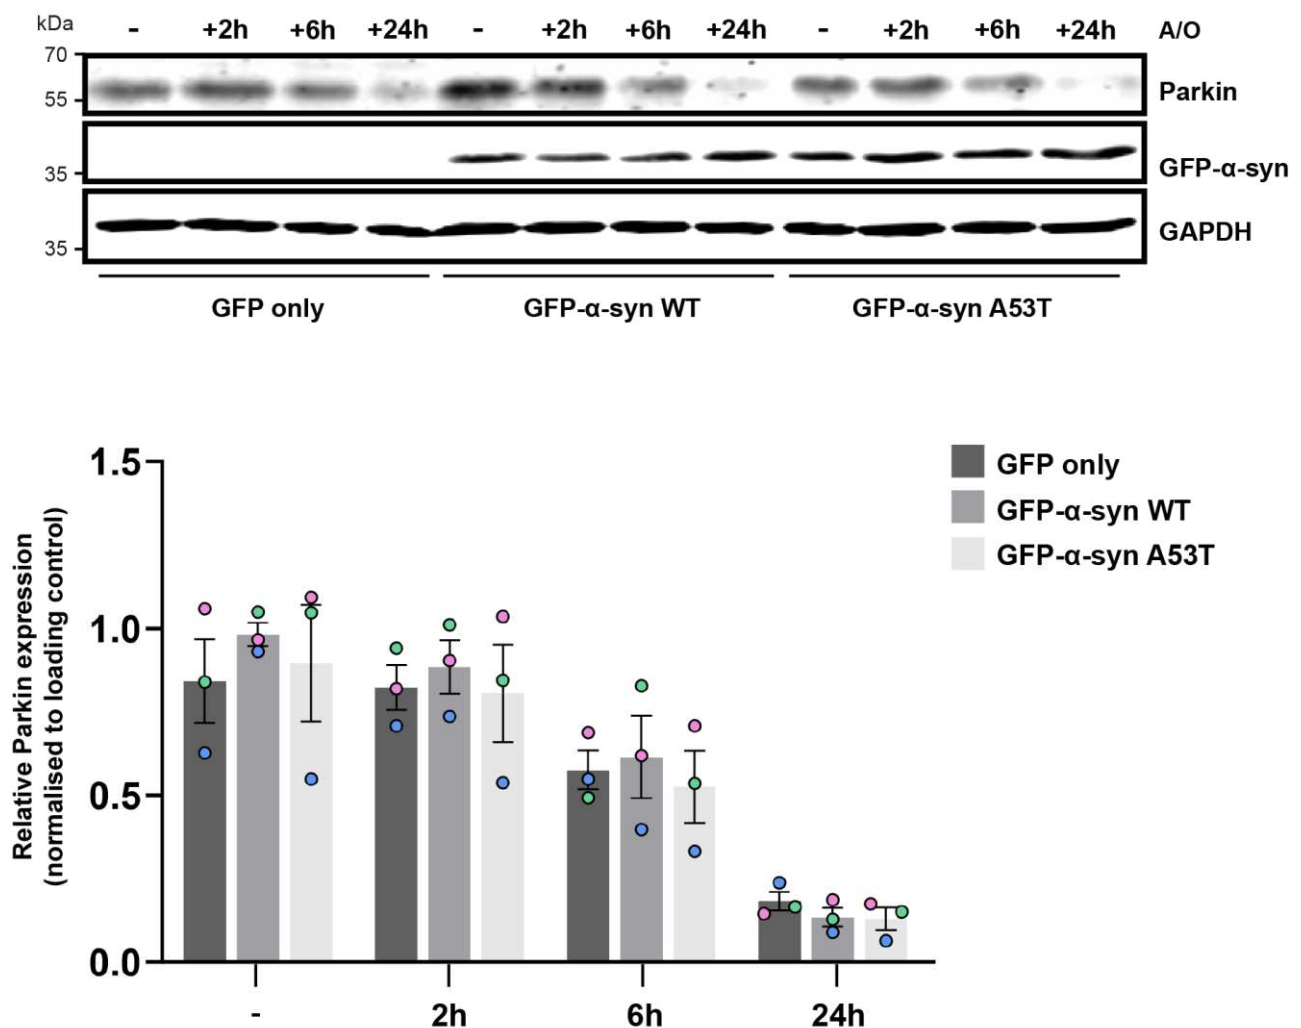 kDa - +2h +6h +24h - +2h +6h +24h - +2h +6h +24h A/O
70
55 Parkin
35 GFP-α-syn
35 GAPDH
GFP only GFP-α-syn WT GFP-α-syn A53T
Relative Parkin expression
(normalised to loading control)
1.5
1.0
0.5
0.0
- 2h 6h 24h
GFP only
GFP-α-syn WT
GFP-α-syn A53T